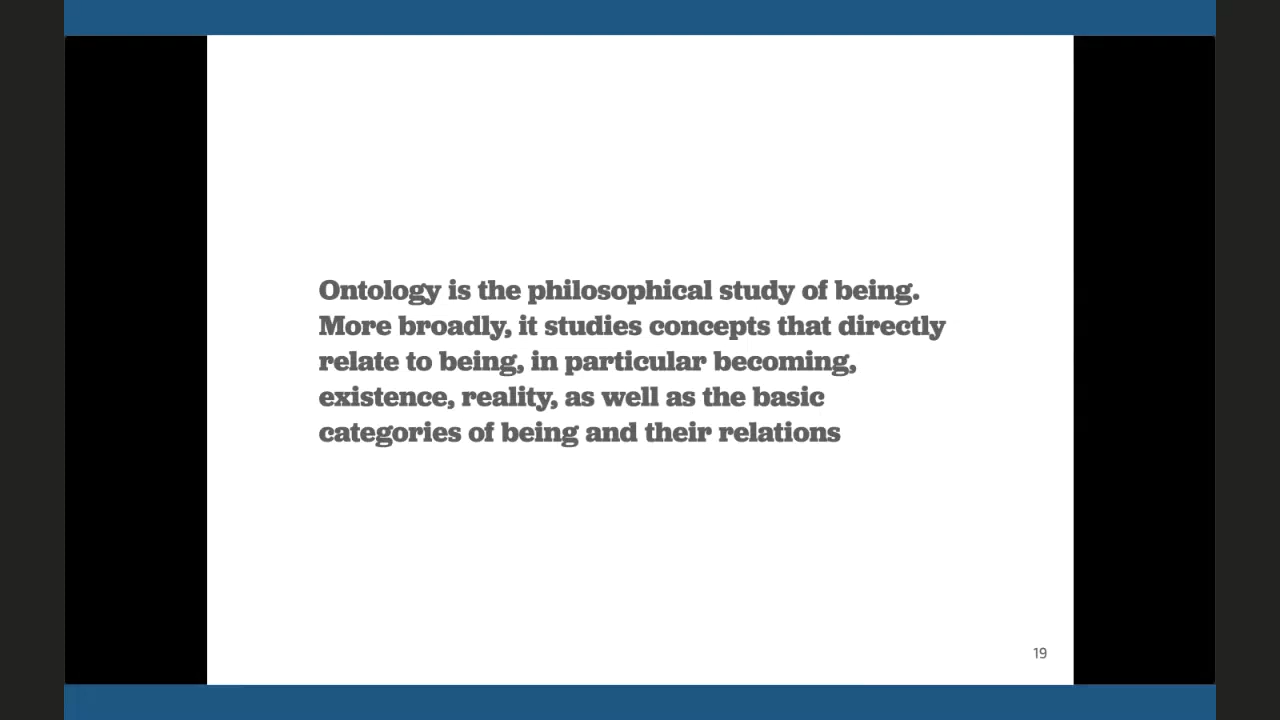 Ontology is the philosophical study of being.
More broadly, it studies concepts that directly
relate to being, in particular becoming,
existence, reality, as well as the basic
categories of being and their relations
19